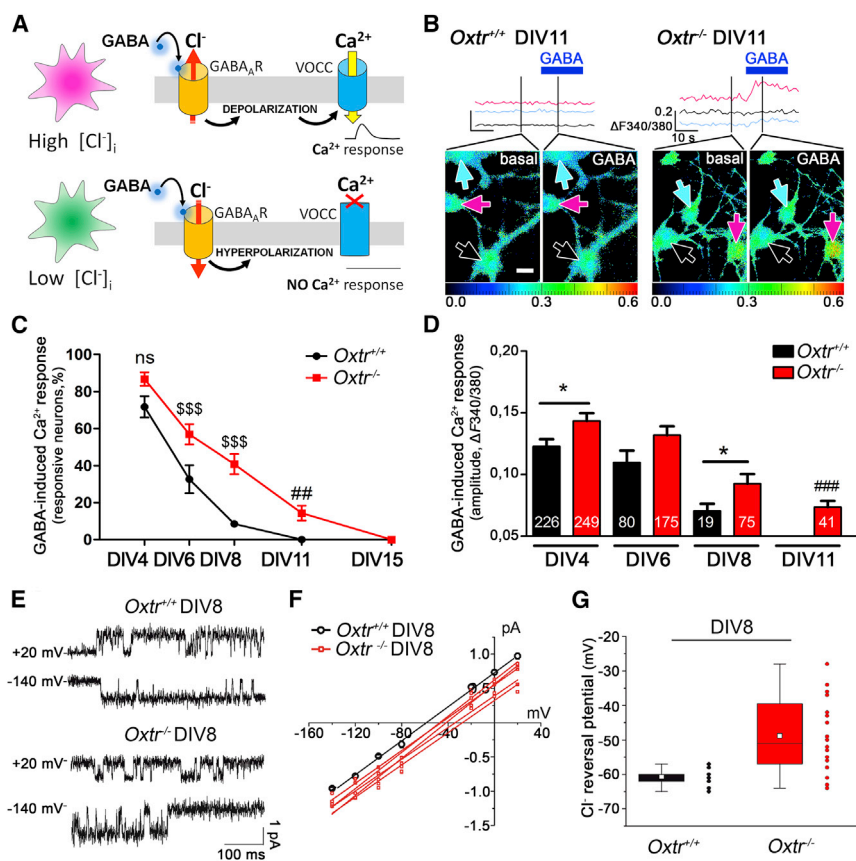 A
GABA
Cl-
Ca2+
GABAAR
VOCC
DEPOLARIZATION
High [Cl-]i
Ca2+ response
GABA
Cl-
Ca2+
GABAAR
VOCC
HYPERPOLARIZATION
Low [Cl-]i
NO Ca2+ response
B
Oxtr+/+ DIV11
Oxtr-/- DIV11
GABA
GABA
0.2
ΔF340/380
10 s
basal
GABA
basal
GABA
0.0
0.3
0.6
0.0
0.3
0.6
C
GABA-induced Ca2+ response
(responsive neurons,%)
100
80
60
40
20
0
ns
$$$
$$$
##
Oxtr+/+
Oxtr-/-
DIV4
DIV6
DIV8
DIV11
DIV15
D
GABA-induced Ca2+ response
(amplitude, ΔF340/380)
0,20
0,15
0,10
0,05
*
*
###
Oxtr+/+
Oxtr-/-
226
249
80
175
19
75
41
DIV4
DIV6
DIV8
DIV11
E
Oxtr+/+ DIV8
+20 mV
-140 mV
Oxtr-/- DIV8
+20 mV
-140 mV
1 pA
100 ms
F
Oxtr+/+ DIV8
Oxtr -/- DIV8
pA
1.0
0.5
mV
-160
-120
-80
40
-0.5
-1.0
-1.5
G
Cl- reversal ptential (mV)
-20
-30
-40
-50
-60
-70
-80
DIV8
Oxtr+/+
Oxtr-/-